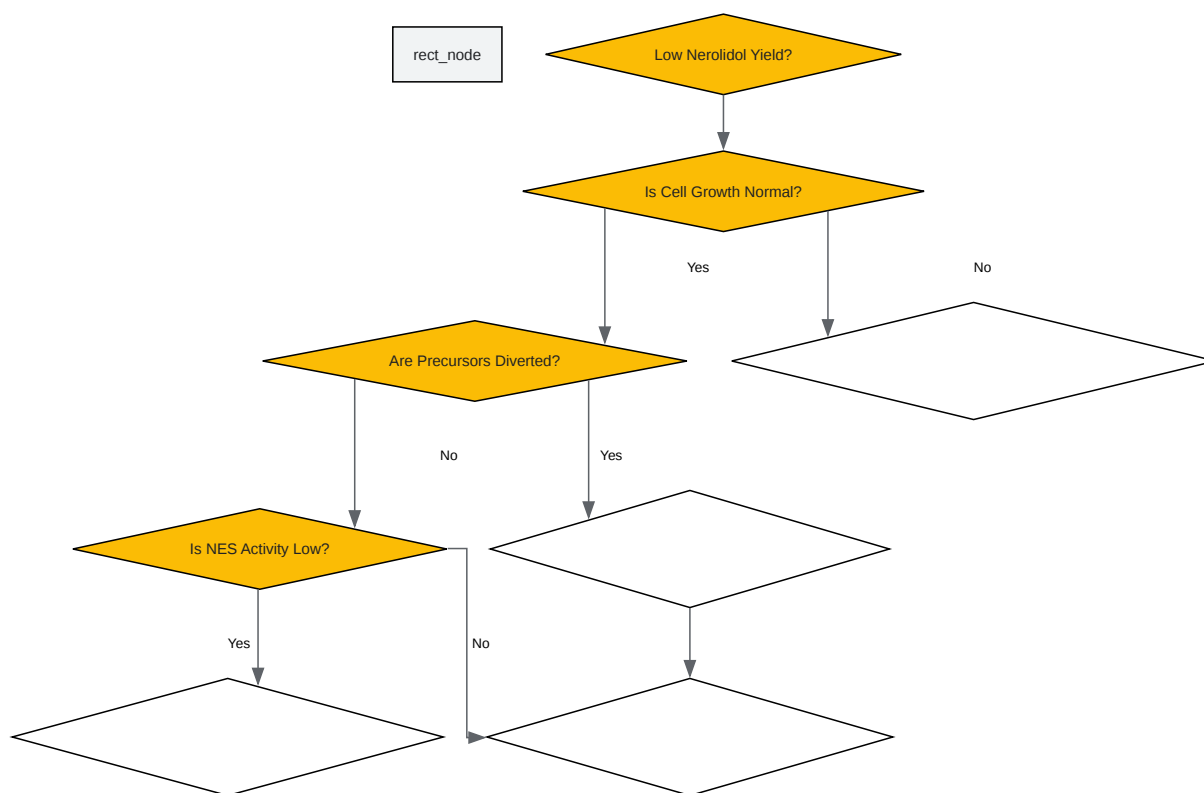 rect_node
Low Nerolidol Yield?
Is Cell Growth Normal?
Yes
No
Are Precursors Diverted?
No
Yes
Is NES Activity Low?
Yes
No